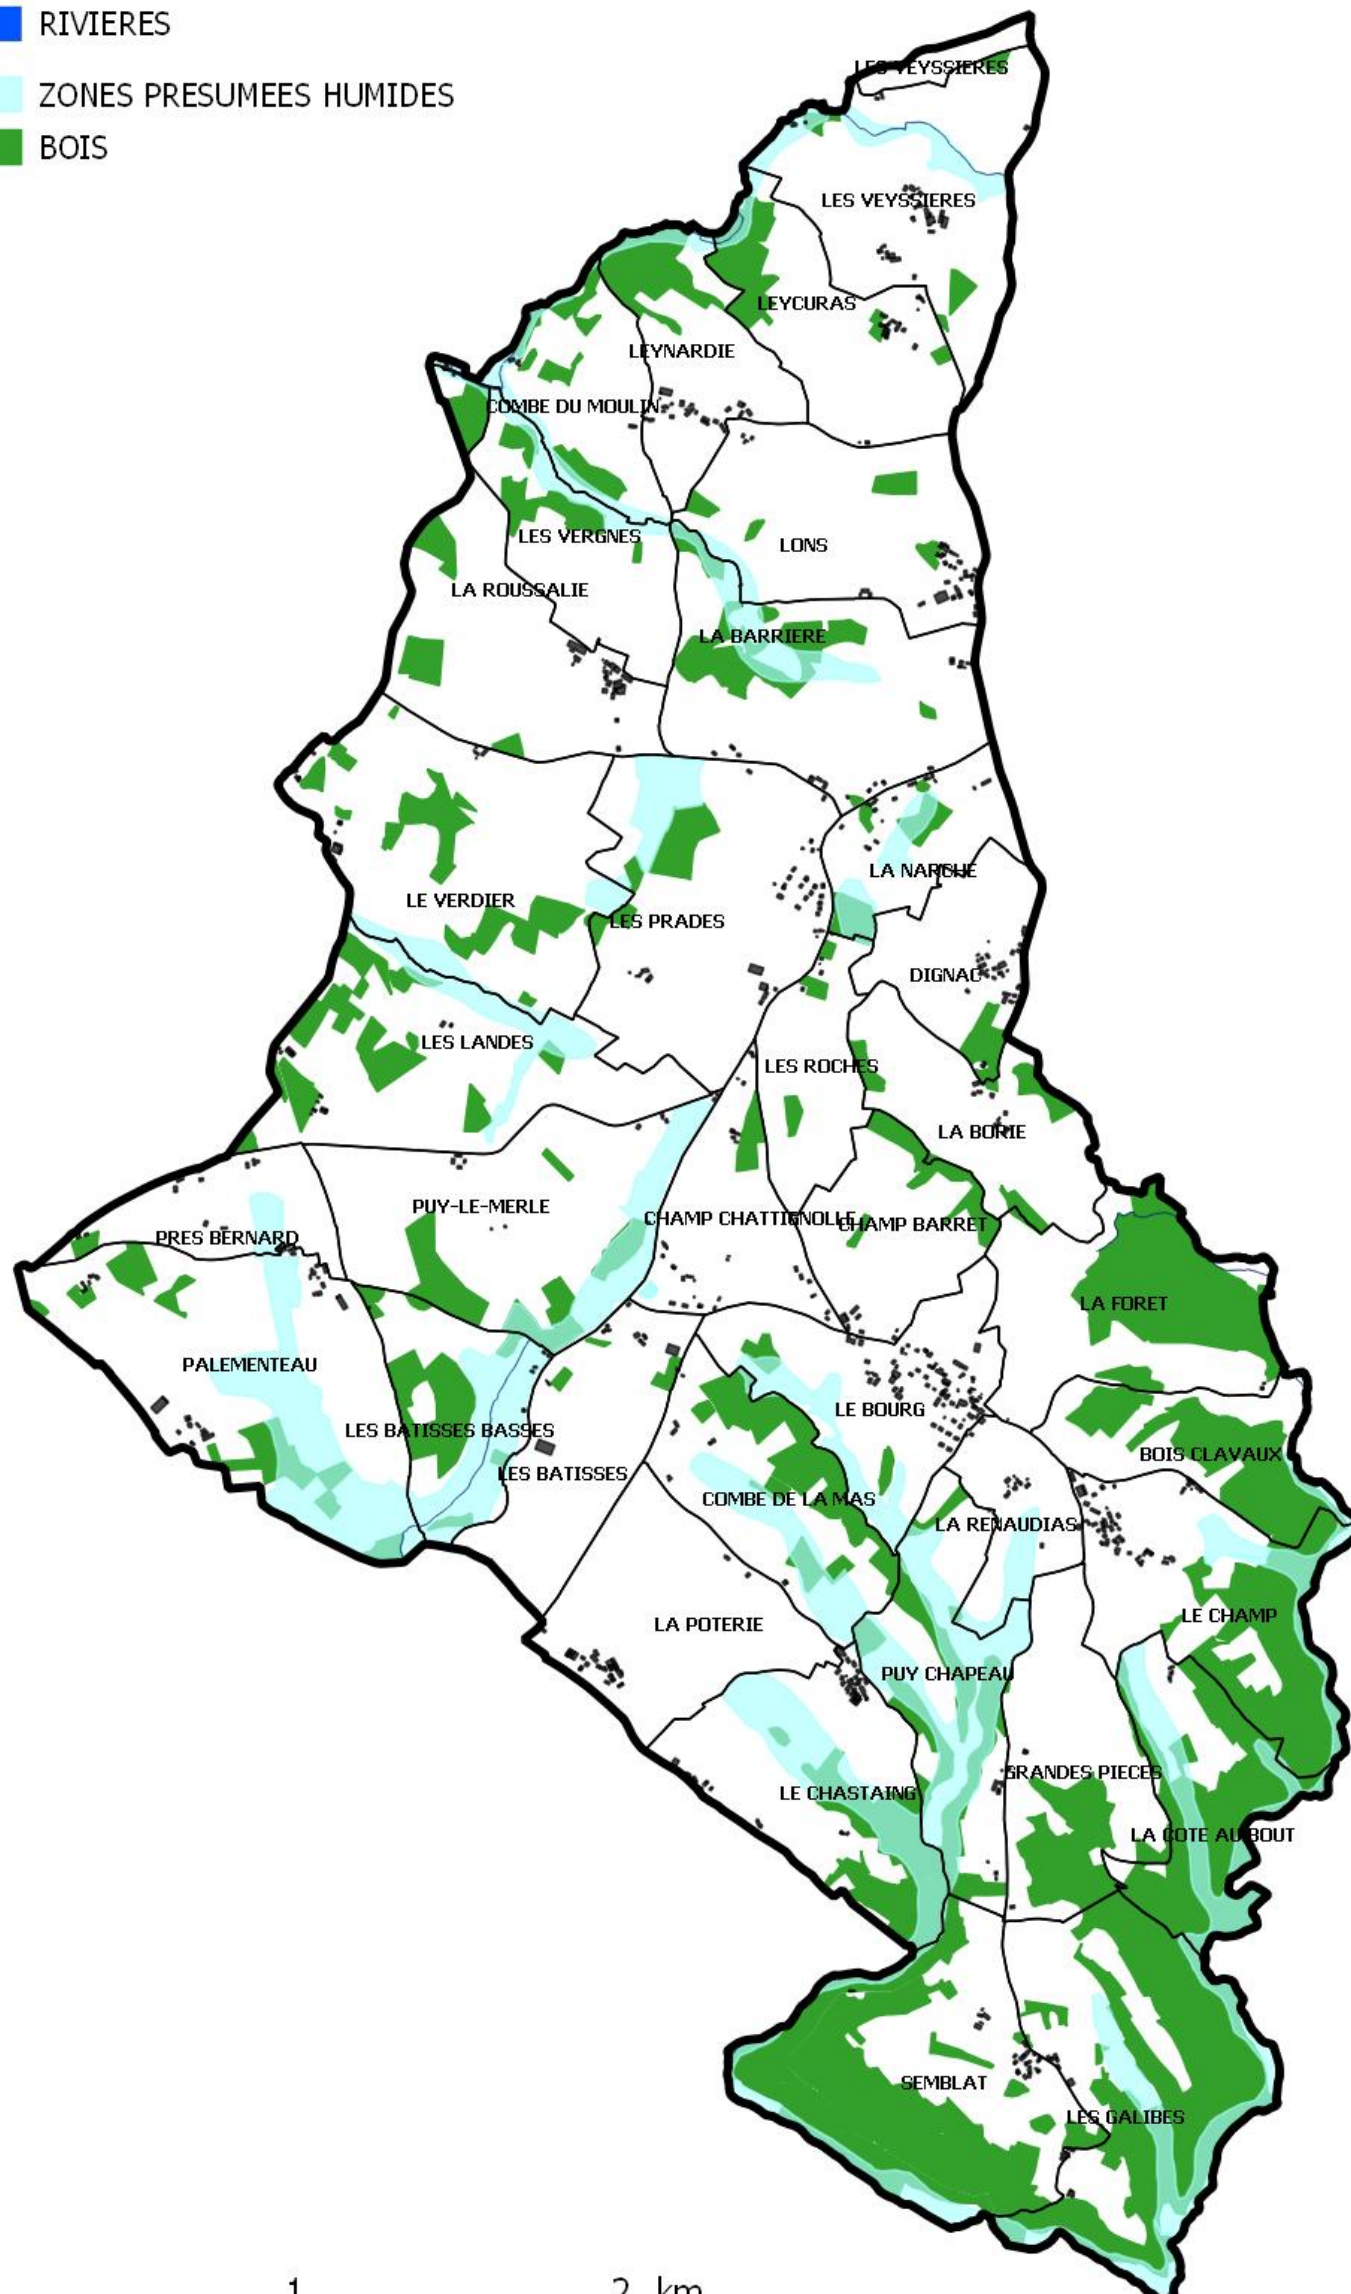 RIVIERES
ZONES PRESUMEES HUMIDES
BOIS
LES VEYSSIERES
LES VEYSSIERES
LEYCURAS
LEYNARDIE
COMBE DU MOULIN
LES VERGNES
LONS
LA ROUSSALIE
LA BARRIERE
LA NARCHE
LE VERDIER
LES PRADES
DIGNAC
LES LANDES
LES ROCHES
LA BORIE
PUY-LE-MERLE
CHAMP CHATTIGNOLLE
CHAMP BARRET
PRES BERNARD
LA FORET
PALEMENTEAU
LE BOURG
LES BATISSES BASSES
BOIS CLAVAUX
LES BATISSES
COMBE DE LA MAS
LA RENAUDIAS
LE CHAMP
LA POTERIE
PUY CHAPEAU
GRANDES PIECES
LE CHASTAING
LA COTE AU BOUT
SEMBLAT
LES GALIBES
1 2 km